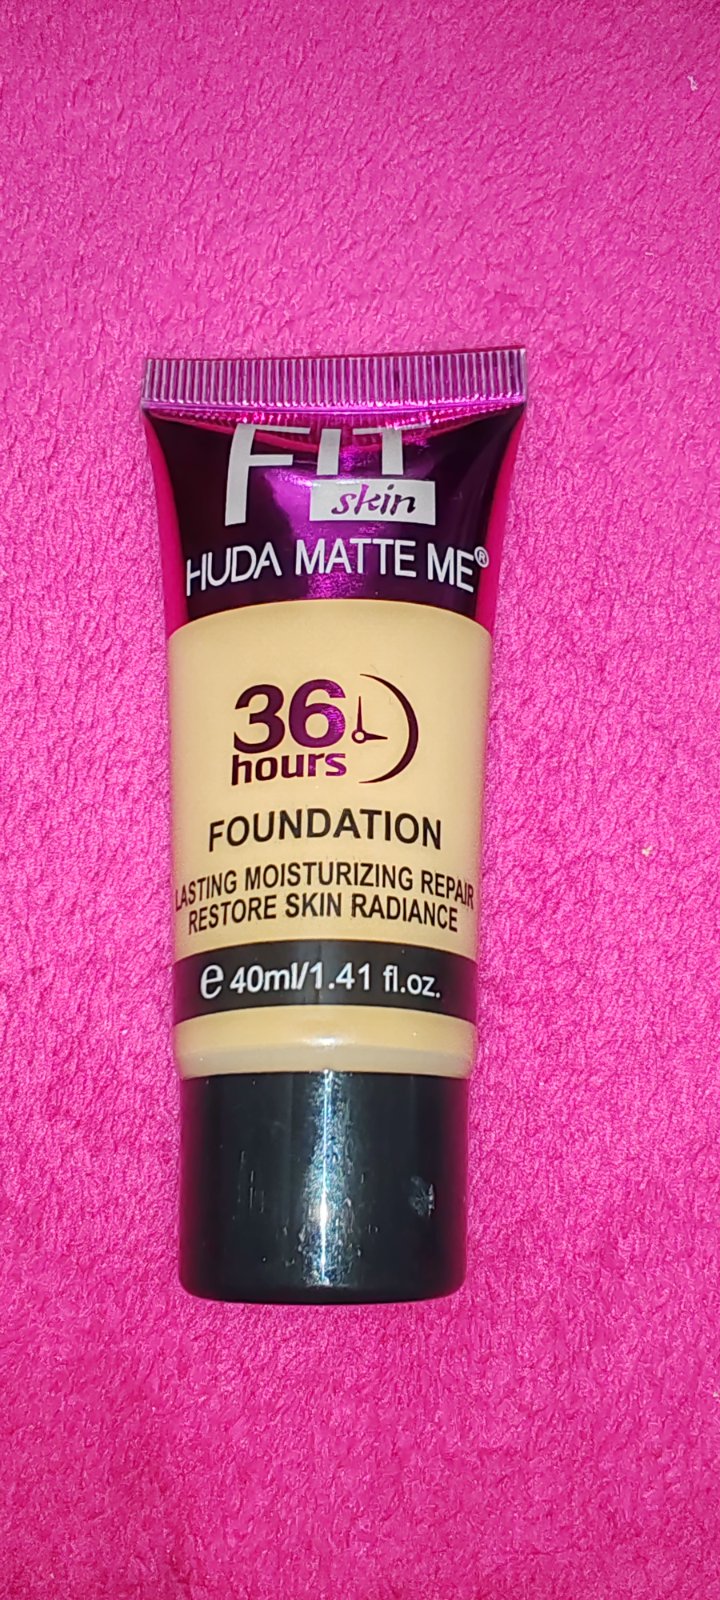 FIT
skin
HUDA MATTE ME®
36
hours
FOUNDATION
LASTING MOISTURIZING REPAIR
RESTORE SKIN RADIANCE
℮ 40ml/1.41 fl.oz.